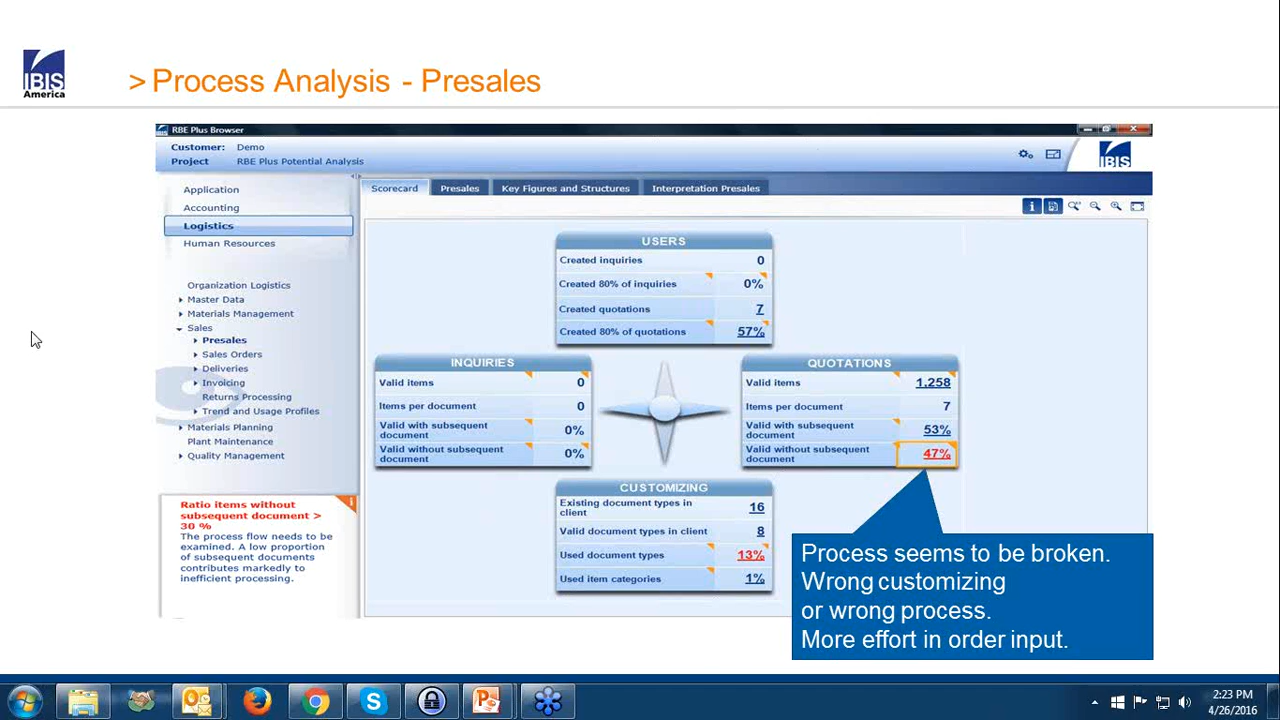 IBIS
America
> Process Analysis - Presales
RBE Plus Browser
Customer: Demo
Project RBE Plus Potential Analysis
IBIS
Application
Accounting
Logistics
Human Resources
Organization Logistics
Master Data
Materials Management
Sales
Presales
Sales Orders
Deliveries
Invoicing
Returns Processing
Trend and Usage Profiles
Materials Planning
Plant Maintenance
Quality Management
Ratio items without
subsequent document >
30 %
The process flow needs to be
examined. A low proportion
of subsequent documents
contributes markedly to
inefficient processing.
Scorecard Presales Key Figures and Structures Interpretation Presales
USERS
Created inquiries 0
Created 80% of inquiries 0%
Created quotations 7
Created 80% of quotations 57%
INQUIRIES
Valid items 0
Items per document 0
Valid with subsequent
document 0%
Valid without subsequent
document 0%
QUOTATIONS
Valid items 1,258
Items per document 7
Valid with subsequent
document 53%
Valid without subsequent
document 47%
CUSTOMIZING
Existing document types in
client 16
Valid document types in client 8
Used document types 13%
Used item categories 1%
Process seems to be broken.
Wrong customizing
or wrong process.
More effort in order input.
2:23 PM
4/26/2016